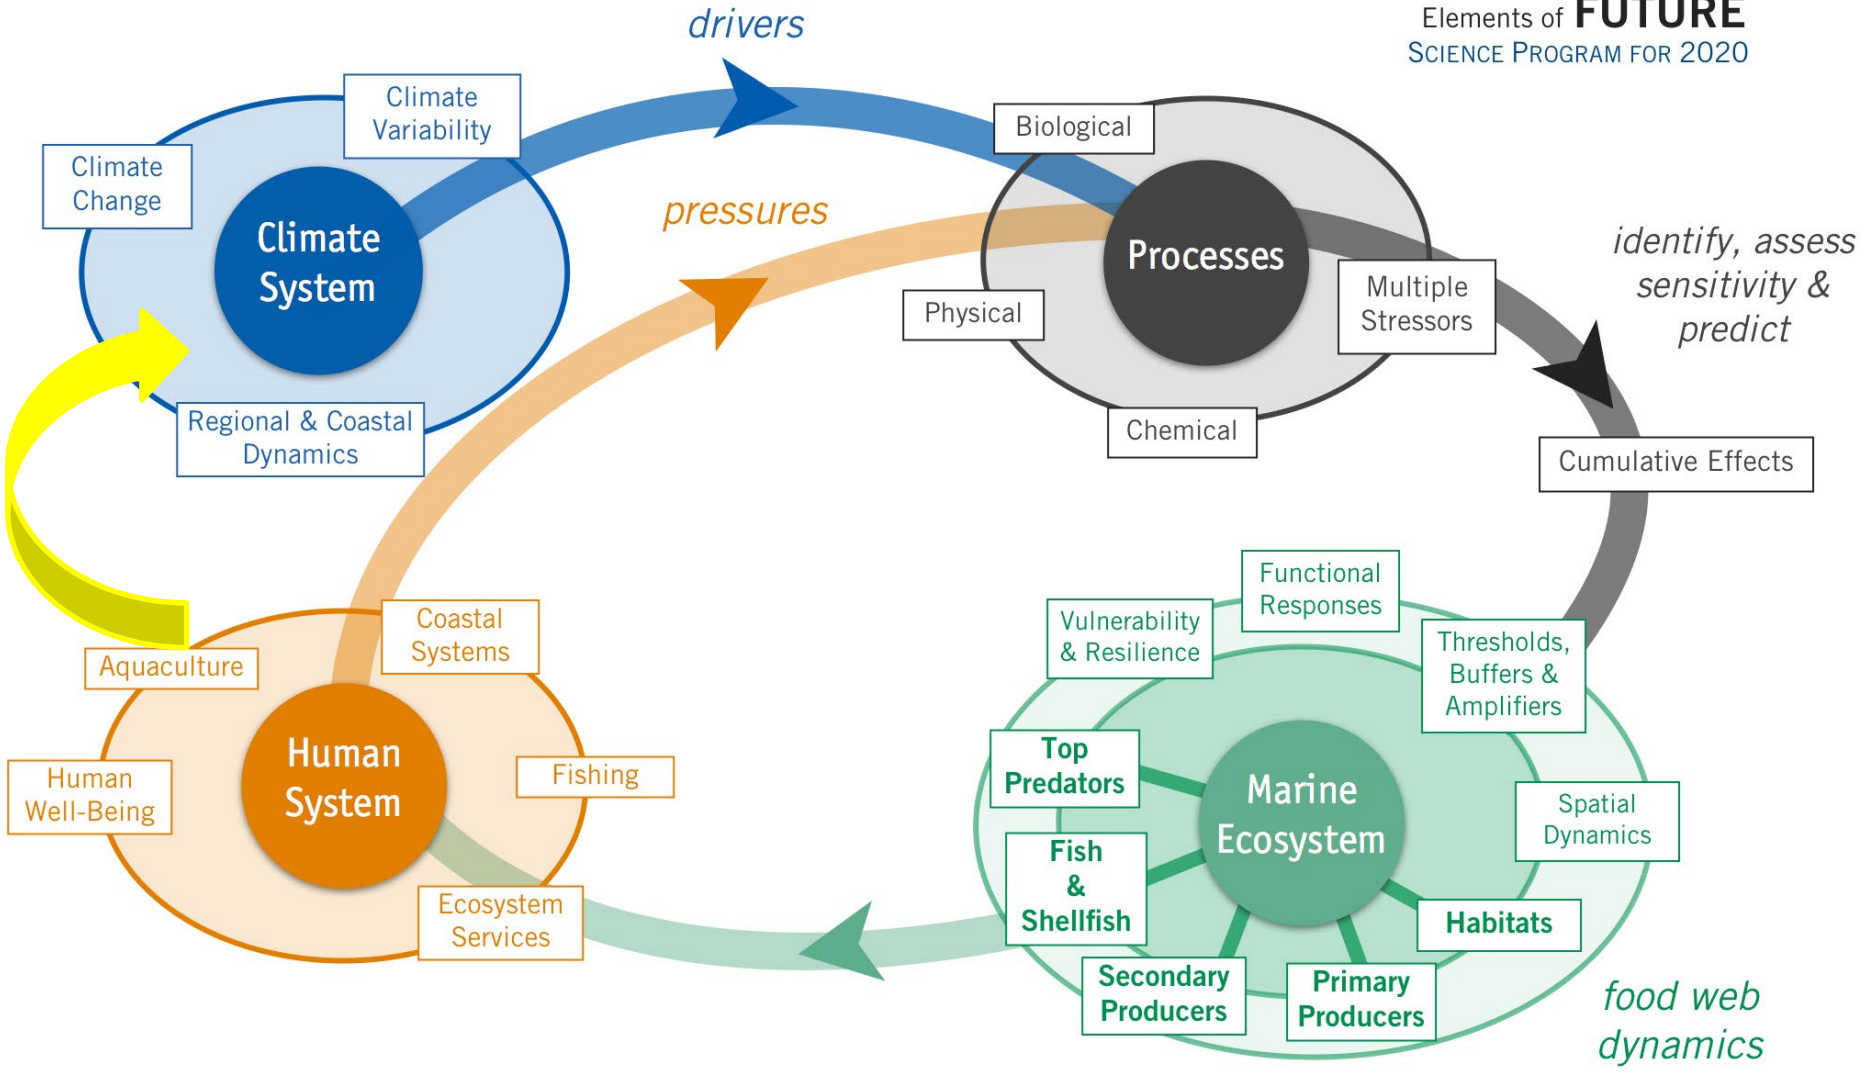 drivers
Elements of FUTURE
SCIENCE PROGRAM FOR 2020
Climate
Variability
Climate
Change
Climate
System
Regional & Coastal
Dynamics
pressures
Biological
Processes
Physical
Multiple
Stressors
Chemical
identify, assess
sensitivity &
predict
Cumulative Effects
Functional
Responses
Vulnerability
& Resilience
Thresholds,
Buffers &
Amplifiers
Top
Predators
Marine
Ecosystem
Spatial
Dynamics
Fish
&
Shellfish
Habitats
Secondary
Producers
Primary
Producers
food web
dynamics
Coastal
Systems
Aquaculture
Human
System
Human
Well-Being
Fishing
Ecosystem
Services